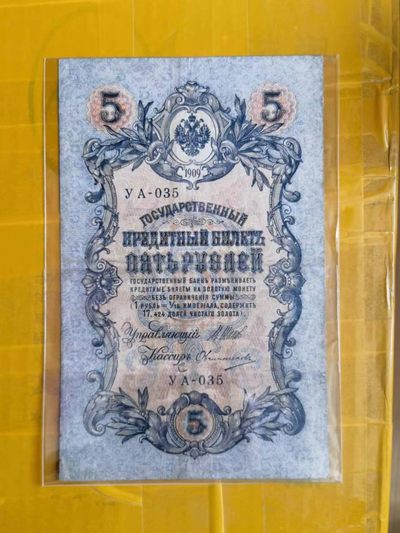 5 5
1909
УА-035
ГОСУДАРСТВЕННЫЙ
КРЕДИТНЫЙ БИЛЕТЪ
ПЯТЬ РУБЛЕЙ
ГОСУДАРСТВЕННЫЙ БАНКЪ РАЗМѢНИВАЕТЪ
КРЕДИТНЫЕ БИЛЕТЫ НА ЗОЛОТУЮ МОНЕТУ
БЕЗЪ ОГРАНИЧЕНІЯ СУММЫ
(1 РУБЛЬ = 1/15 ИМПЕРІАЛА, СОДЕРЖИТЪ
17,424 ДОЛЕЙ ЧИСТАГО ЗОЛОТА).
Управляющій
Кассиръ
УА-035
5